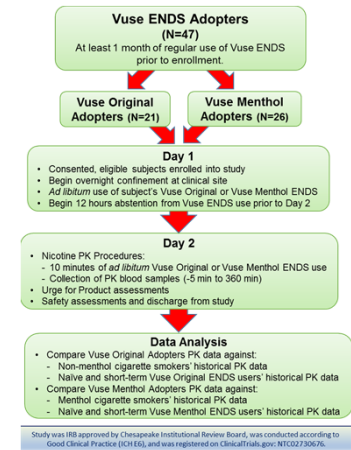 Vuse ENDS Adopters
(N=47)
At least 1 month of regular use of Vuse ENDS
prior to enrollment.
Vuse Original
Adopters (N=21)
Vuse Menthol
Adopters (N=26)
Day 1
• Consented, eligible subjects enrolled into study
• Begin overnight confinement at clinical site
• Ad libitum use of subject's Vuse Original or Vuse Menthol ENDS
• Begin 12 hours abstention from Vuse ENDS use prior to Day 2
Day 2
• Nicotine PK Procedures:
- 10 minutes of ad libitum Vuse Original or Vuse Menthol ENDS use
- Collection of PK blood samples (-5 min to 360 min)
• Urge for Product assessments
• Safety assessments and discharge from study
Data Analysis
• Compare Vuse Original Adopters PK data against:
- Non-menthol cigarette smokers' historical PK data
- Naïve and short-term Vuse Original ENDS users' historical PK data
• Compare Vuse Menthol Adopters PK data against:
- Menthol cigarette smokers' historical PK data
- Naïve and short-term Vuse Menthol ENDS users' historical PK data
Study was IRB approved by Chesapeake Institutional Review Board, was conducted according to
Good Clinical Practice (ICH E6), and was registered on ClinicalTrials.gov: NTC02730676.